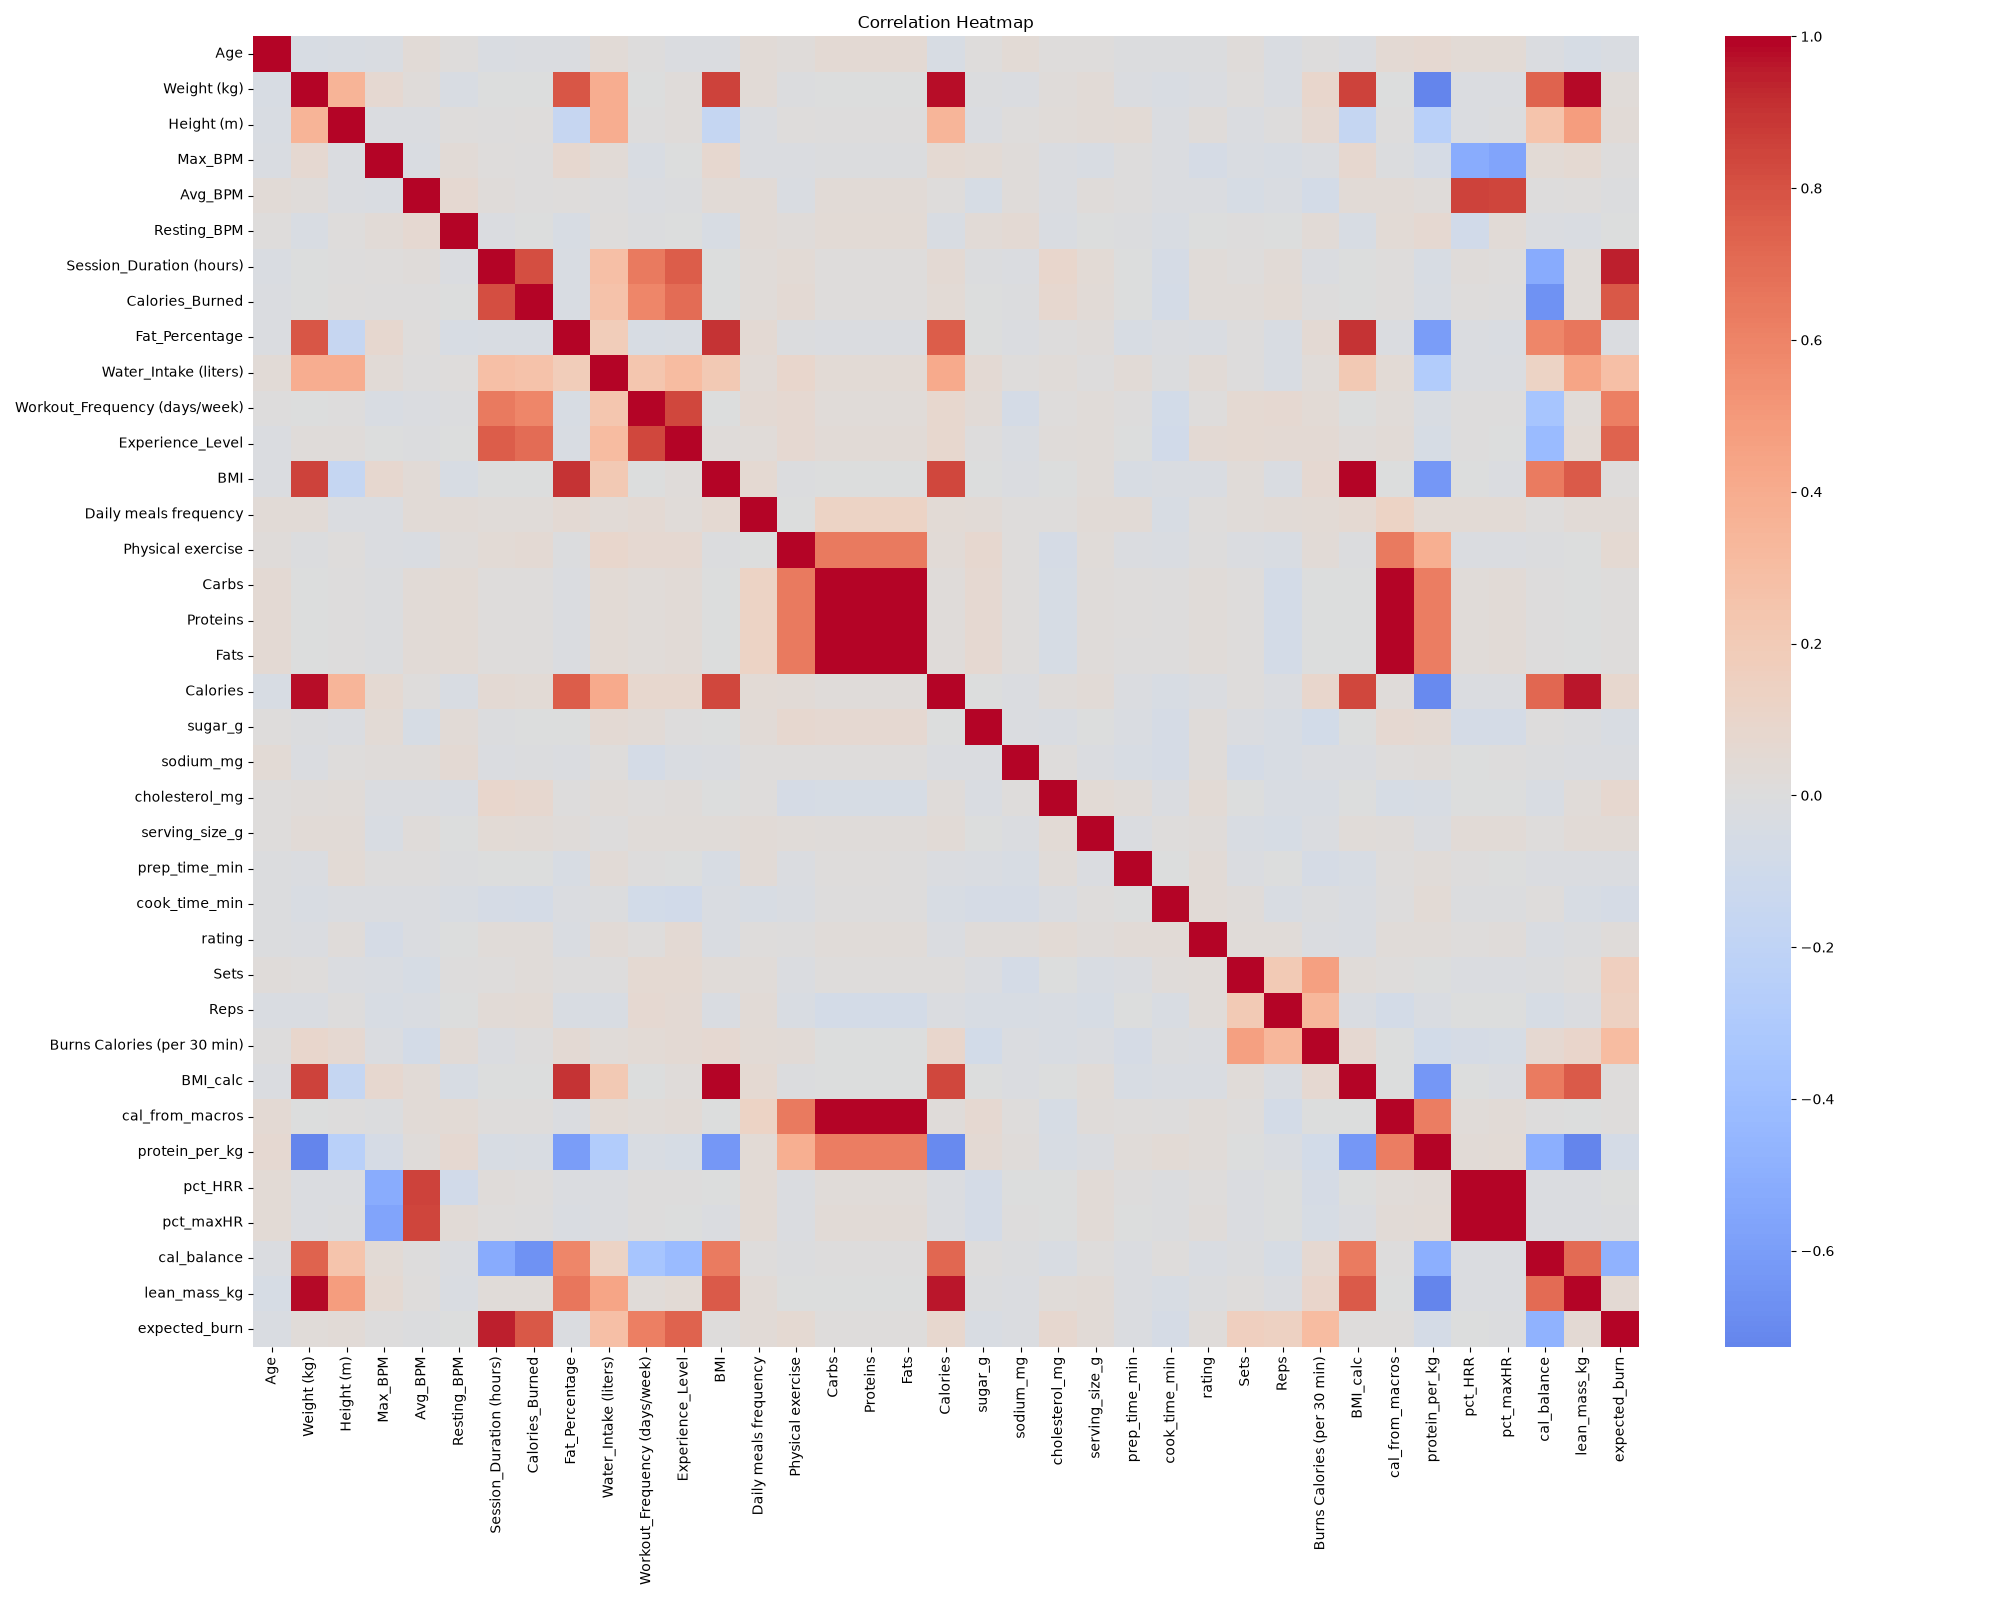 Correlation Heatmap
Age
Weight (kg)
Height (m)
Max_BPM
Avg_BPM
Resting_BPM
Session_Duration (hours)
Calories_Burned
Fat_Percentage
Water_Intake (liters)
Workout_Frequency (days/week)
Experience_Level
BMI
Daily meals frequency
Physical exercise
Carbs
Proteins
Fats
Calories
sugar_g
sodium_mg
cholesterol_mg
serving_size_g
prep_time_min
cook_time_min
rating
Sets
Reps
Burns Calories (per 30 min)
BMI_calc
cal_from_macros
protein_per_kg
pct_HRR
pct_maxHR
cal_balance
lean_mass_kg
expected_burn
Age
Weight (kg)
Height (m)
Max_BPM
Avg_BPM
Resting_BPM
Session_Duration (hours)
Calories_Burned
Fat_Percentage
Water_Intake (liters)
Workout_Frequency (days/week)
Experience_Level
BMI
Daily meals frequency
Physical exercise
Carbs
Proteins
Fats
Calories
sugar_g
sodium_mg
cholesterol_mg
serving_size_g
prep_time_min
cook_time_min
rating
Sets
Reps
Burns Calories (per 30 min)
BMI_calc
cal_from_macros
protein_per_kg
pct_HRR
pct_maxHR
cal_balance
lean_mass_kg
expected_burn
1.0
0.8
0.6
0.4
0.2
0.0
−0.2
−0.4
−0.6